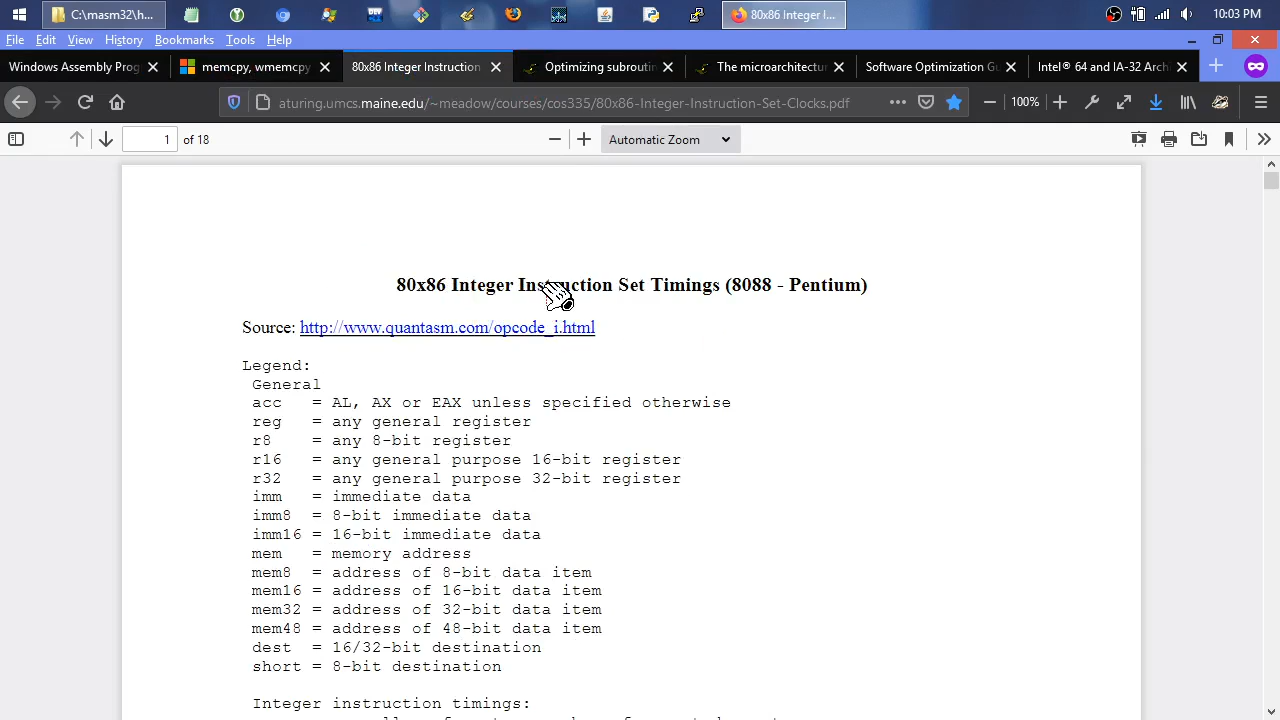 C:\masm32\h...
80x86 Integer I...
10:03 PM
File Edit View History Bookmarks Tools Help
Windows Assembly Prog
memcpy, wmemcpy
80x86 Integer Instruction
Optimizing subroutin
The microarchitectur
Software Optimization Gu
Intel® 64 and IA-32 Arch
aturing.umcs.maine.edu/~meadow/courses/cos335/80x86-Integer-Instruction-Set-Clocks.pdf
100%
1 of 18
Automatic Zoom
80x86 Integer Instruction Set Timings (8088 - Pentium)
Source: http://www.quantasm.com/opcode_i.html
Legend:
General
acc = AL, AX or EAX unless specified otherwise
reg = any general register
r8 = any 8-bit register
r16 = any general purpose 16-bit register
r32 = any general purpose 32-bit register
imm = immediate data
imm8 = 8-bit immediate data
imm16 = 16-bit immediate data
mem = memory address
mem8 = address of 8-bit data item
mem16 = address of 16-bit data item
mem32 = address of 32-bit data item
mem48 = address of 48-bit data item
dest = 16/32-bit destination
short = 8-bit destination
Integer instruction timings: